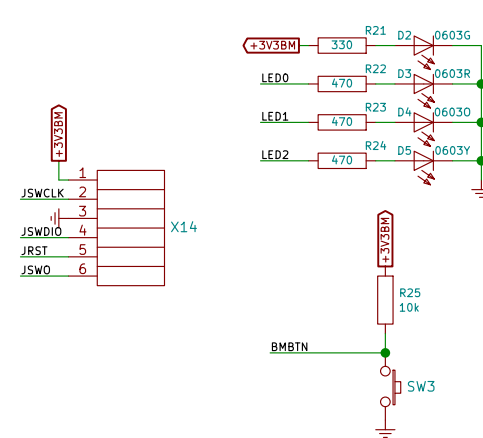 +3V3BM
R21
330
D2
0603G
LED0
R22
470
D3
0603R
LED1
R23
470
D4
0603O
LED2
R24
470
D5
0603Y
+3V3BM
1
JSWCLK
2
3
JSWDIO
4
JRST
5
JSWO
6
X14
+3V3BM
R25
10k
BMBTN
SW3